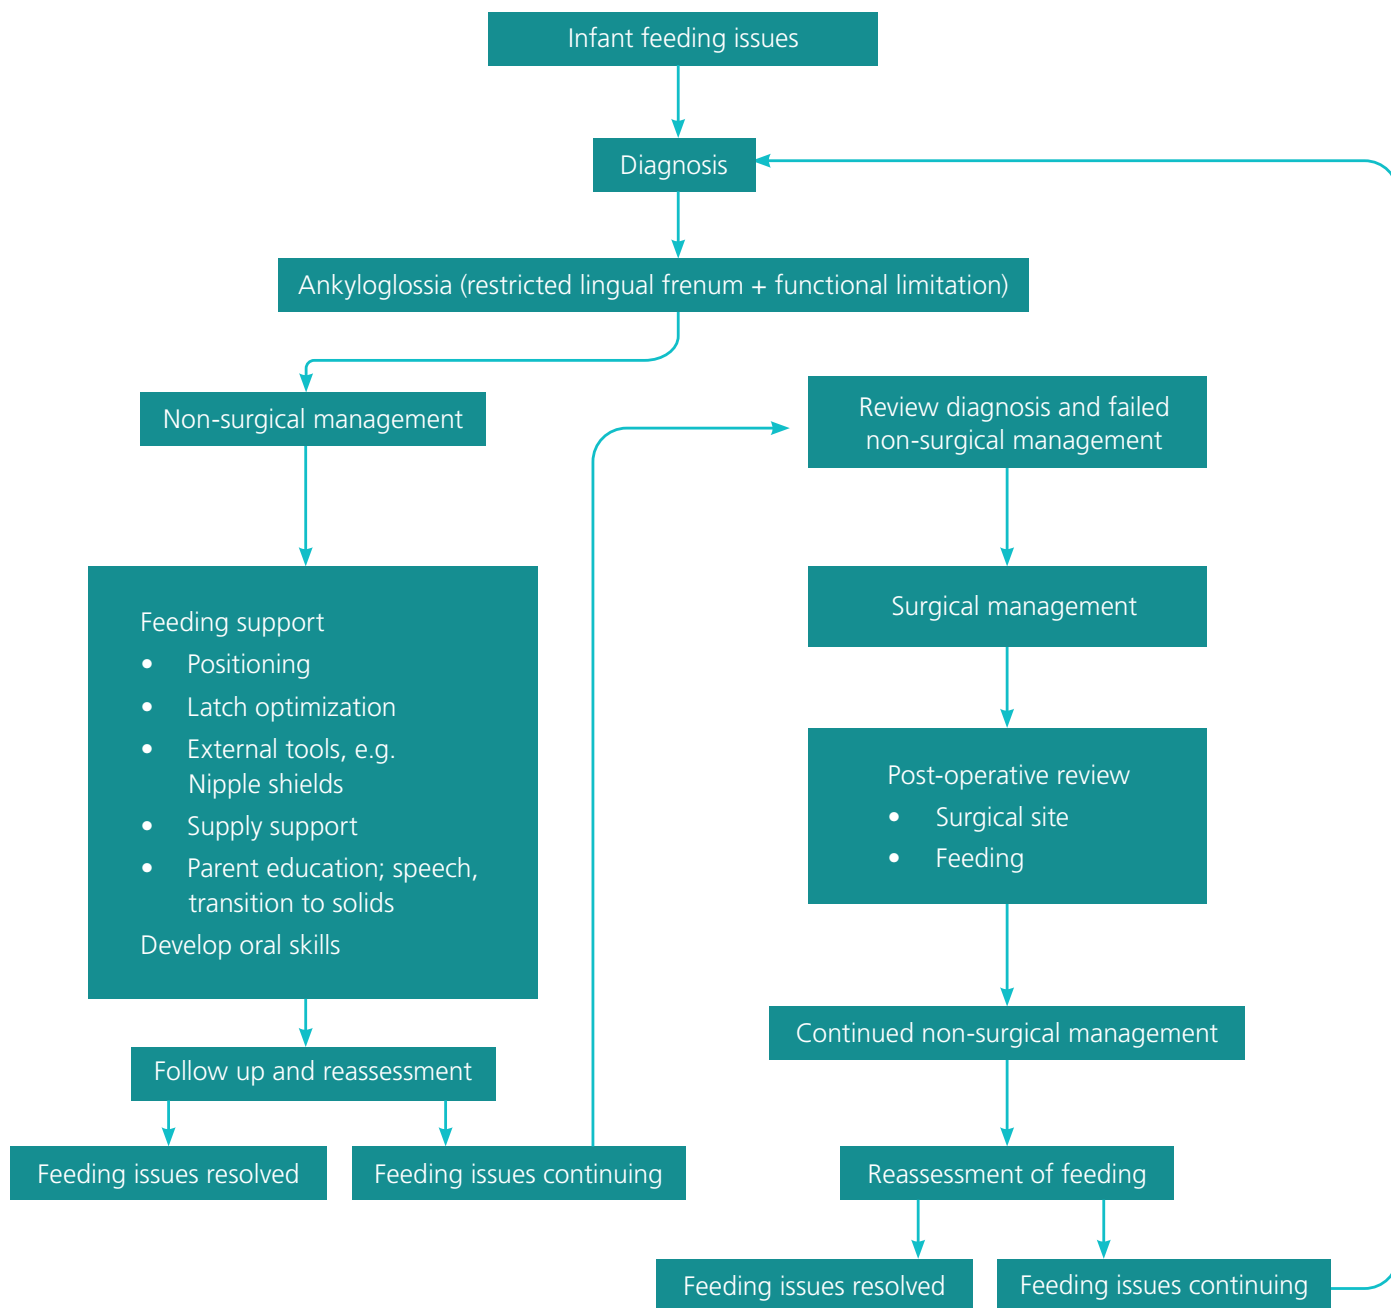 Infant feeding issues
Diagnosis
Ankyloglossia (restricted lingual frenum + functional limitation)
Non-surgical management
Feeding support
• Positioning
• Latch optimization
• External tools, e.g.
Nipple shields
• Supply support
• Parent education; speech,
transition to solids
Develop oral skills
Follow up and reassessment
Feeding issues resolved
Feeding issues continuing
Review diagnosis and failed
non-surgical management
Surgical management
Post-operative review
• Surgical site
• Feeding
Continued non-surgical management
Reassessment of feeding
Feeding issues resolved
Feeding issues continuing